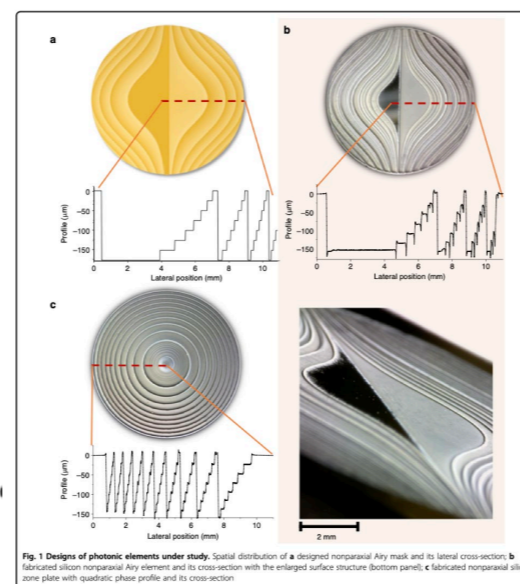 a
b
0
−50
−100
−150
Profile (μm)
0 2 4 6 8 10
Lateral position (mm)
0
−50
−100
−150
Profile (μm)
0 2 4 6 8 10
Lateral position (mm)
c
0
−50
−100
−150
Profile (μm)
0 2 4 6 8 10
Lateral position (mm)
2 mm
Fig. 1 Designs of photonic elements under study. Spatial distribution of a designed nonparaxial Airy mask and its lateral cross-section; b
fabricated silicon nonparaxial Airy element and its cross-section with the enlarged surface structure (bottom panel); c fabricated nonparaxial sili
zone plate with quadratic phase profile and its cross-section